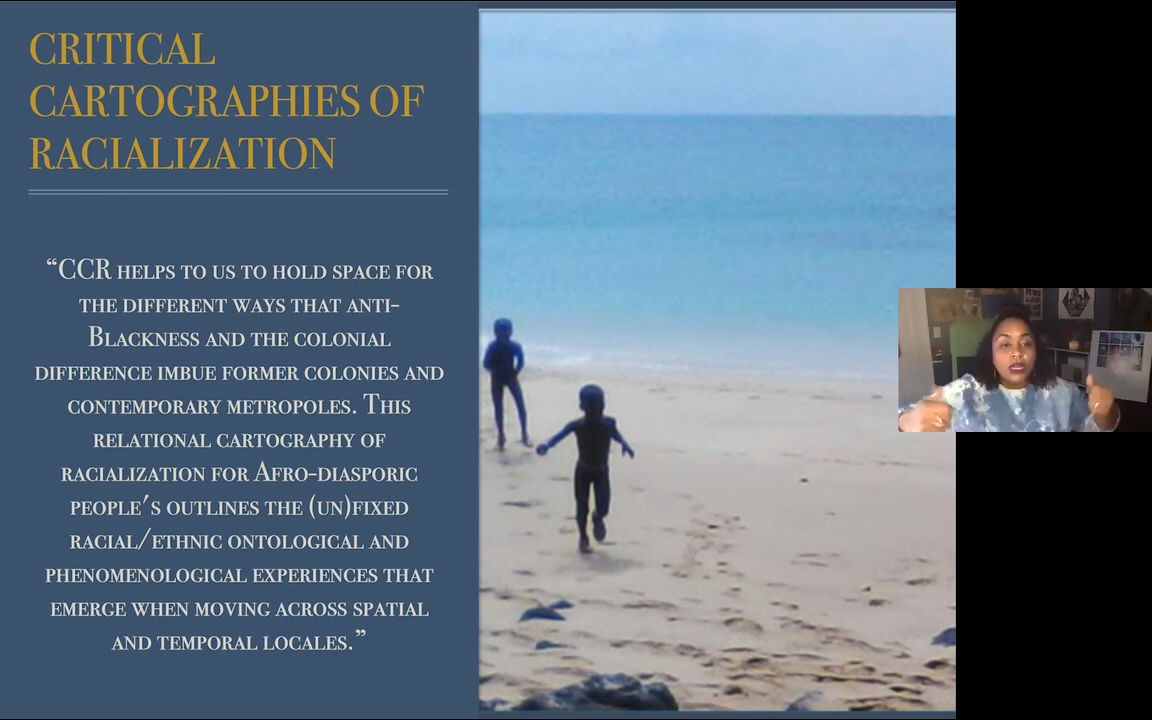 CRITICAL
CARTOGRAPHIES OF
RACIALIZATION
“CCR HELPS TO US TO HOLD SPACE FOR
THE DIFFERENT WAYS THAT ANTI-
BLACKNESS AND THE COLONIAL
DIFFERENCE IMBUE FORMER COLONIES AND
CONTEMPORARY METROPOLES. THIS
RELATIONAL CARTOGRAPHY OF
RACIALIZATION FOR AFRO-DIASPORIC
PEOPLE’S OUTLINES THE (UN)FIXED
RACIAL/ETHNIC ONTOLOGICAL AND
PHENOMENOLOGICAL EXPERIENCES THAT
EMERGE WHEN MOVING ACROSS SPATIAL
AND TEMPORAL LOCALES.”